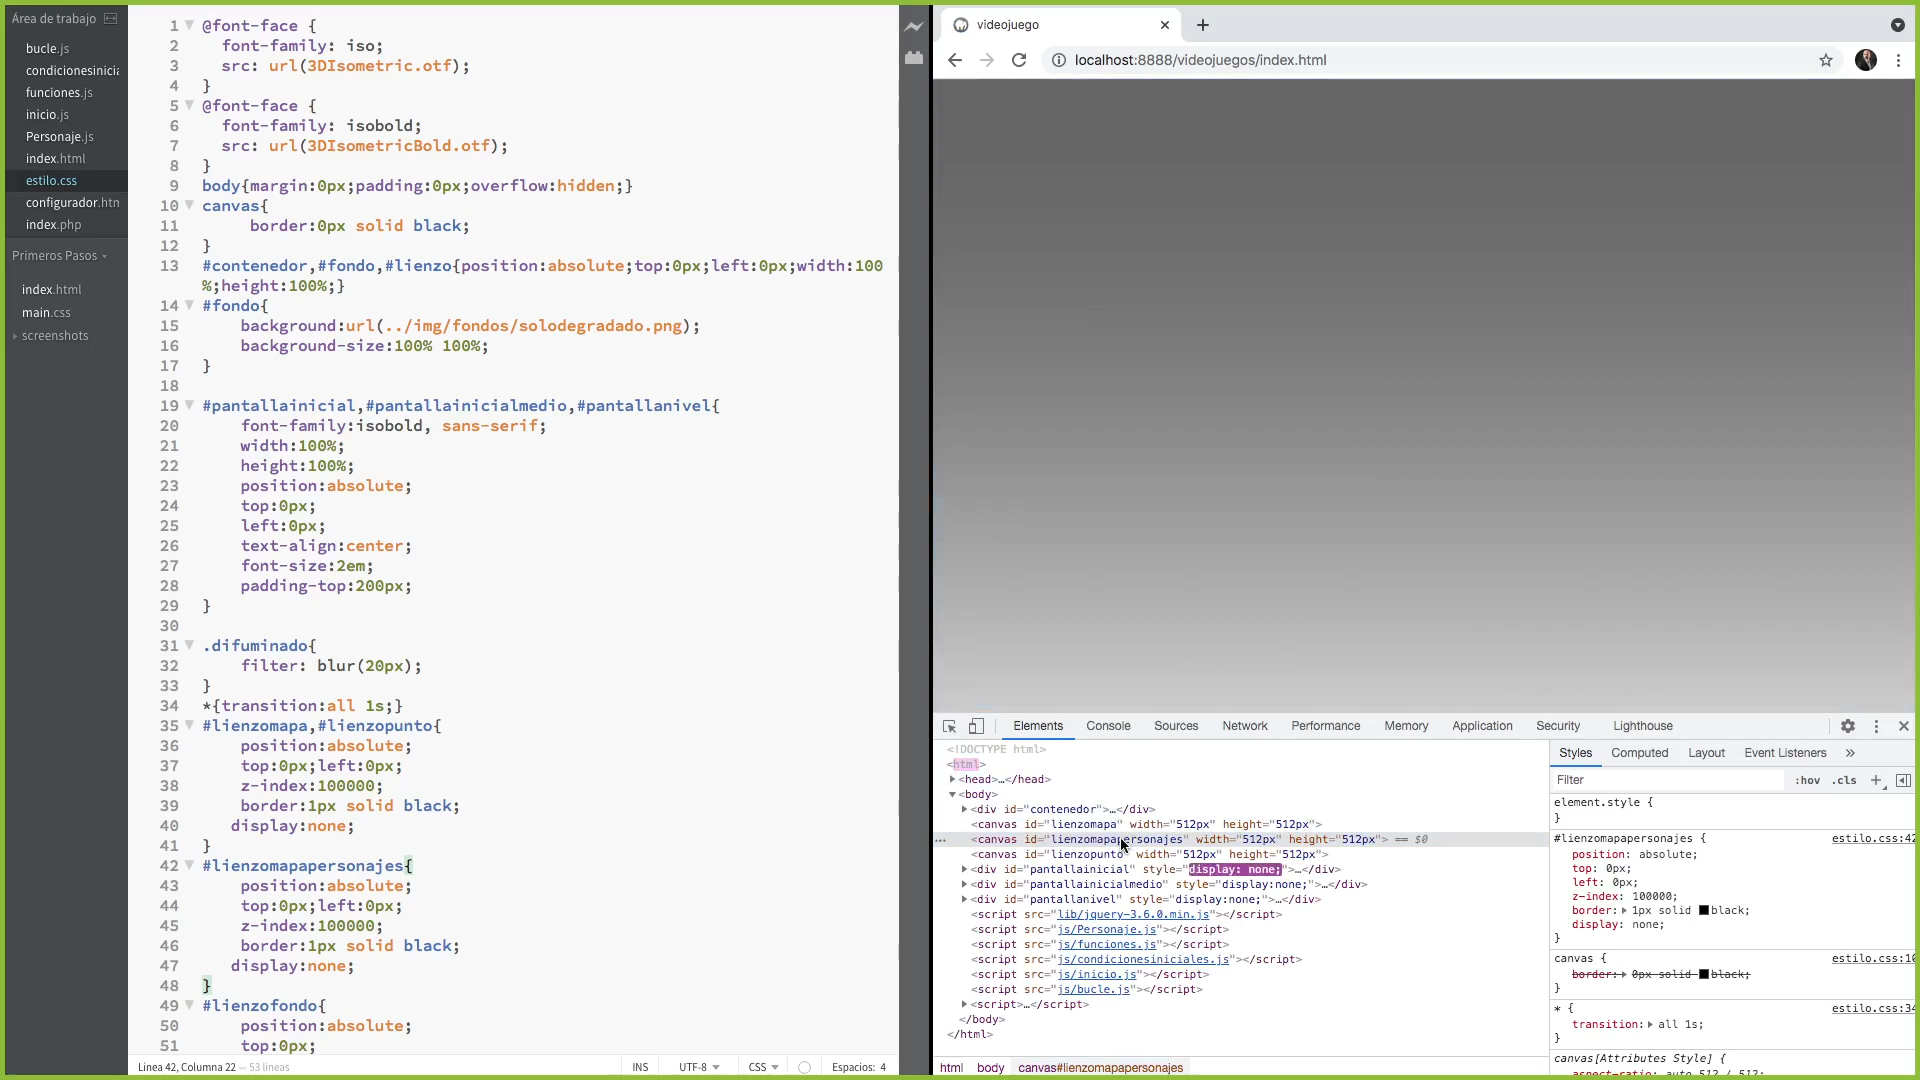 Área de trabajo
bucle.js
condicionesinicia
funciones.js
inicio.js
Personaje.js
index.html
estilo.css
configurador.htm
index.php
Primeros Pasos
index.html
main.css
screenshots
1 @font-face {
2 font-family: iso;
3 src: url(3DIsometric.otf);
4 }
5 @font-face {
6 font-family: isobold;
7 src: url(3DIsometricBold.otf);
8 }
9 body{margin:0px;padding:0px;overflow:hidden;}
10 canvas{
11 border:0px solid black;
12 }
13 #contenedor,#fondo,#lienzo{position:absolute;top:0px;left:0px;width:100
%;height:100%;}
14 #fondo{
15 background:url(../img/fondos/solodegradado.png);
16 background-size:100% 100%;
17 }
18
19 #pantallainicial,#pantallainicialmedio,#pantallanivel{
20 font-family:isobold, sans-serif;
21 width:100%;
22 height:100%;
23 position:absolute;
24 top:0px;
25 left:0px;
26 text-align:center;
27 font-size:2em;
28 padding-top:200px;
29 }
30
31 .difuminado{
32 filter: blur(20px);
33 }
34 *{transition:all 1s;}
35 #lienzomapa,#lienzopunto{
36 position:absolute;
37 top:0px;left:0px;
38 z-index:100000;
39 border:1px solid black;
40 display:none;
41 }
42 #lienzomapapersonajes{
43 position:absolute;
44 top:0px;left:0px;
45 z-index:100000;
46 border:1px solid black;
47 display:none;
48 }
49 #lienzofondo{
50 position:absolute;
51 top:0px;
Línea 42, Columna 22 — 53 líneas
INS UTF-8 CSS Espacios: 4
videojuego
localhost:8888/videojuegos/index.html
Elements Console Sources Network Performance Memory Application Security Lighthouse
<!DOCTYPE html>
<html>
<head>…</head>
<body>
<div id="contenedor">…</div>
<canvas id="lienzomapa" width="512px" height="512px">
<canvas id="lienzomapapersonajes" width="512px" height="512px"> == $0
<canvas id="lienzopunto" width="512px" height="512px">
<div id="pantallainicial" style="display: none;">…</div>
<div id="pantallainicialmedio" style="display:none;">…</div>
<div id="pantallanivel" style="display:none;">…</div>
<script src="lib/jquery-3.6.0.min.js"></script>
<script src="js/Personaje.js"></script>
<script src="js/funciones.js"></script>
<script src="js/condicionesiniciales.js"></script>
<script src="js/inicio.js"></script>
<script src="js/bucle.js"></script>
<script>…</script>
</body>
</html>
html body canvas#lienzomapapersonajes
Styles Computed Layout Event Listeners »
Filter :hov .cls +
element.style {
}
#lienzomapapersonajes { estilo.css:42
position: absolute;
top: 0px;
left: 0px;
z-index: 100000;
border: 1px solid black;
display: none;
}
canvas { estilo.css:10
border: 0px solid black;
}
* { estilo.css:34
transition: all 1s;
}
canvas[Attributes Style] {
aspect-ratio: auto 512 / 512;